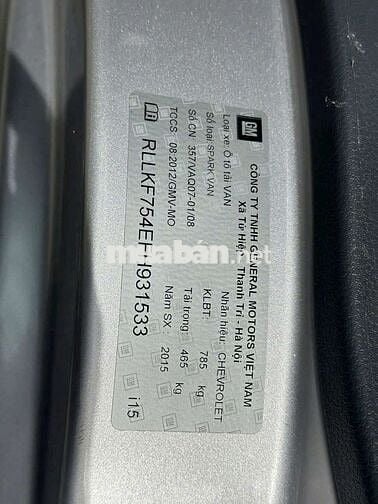 GM
CÔNG TY TNHH GENERAL MOTORS VIỆT NAM
Xã Tứ Hiệp - Thanh Trì - Hà Nội
Loại xe: Ô tô tải VAN
Nhãn hiệu: CHEVROLET
Số loại: SPARK VAN
KLBT: 785 kg
Số CN: 357/VAQ07-01/08
Tải trọng: 465 kg
TCCS: 08:2012/GMV-MO
Năm SX: 2015
RLLKF754EFH931533
i15
muaban.net